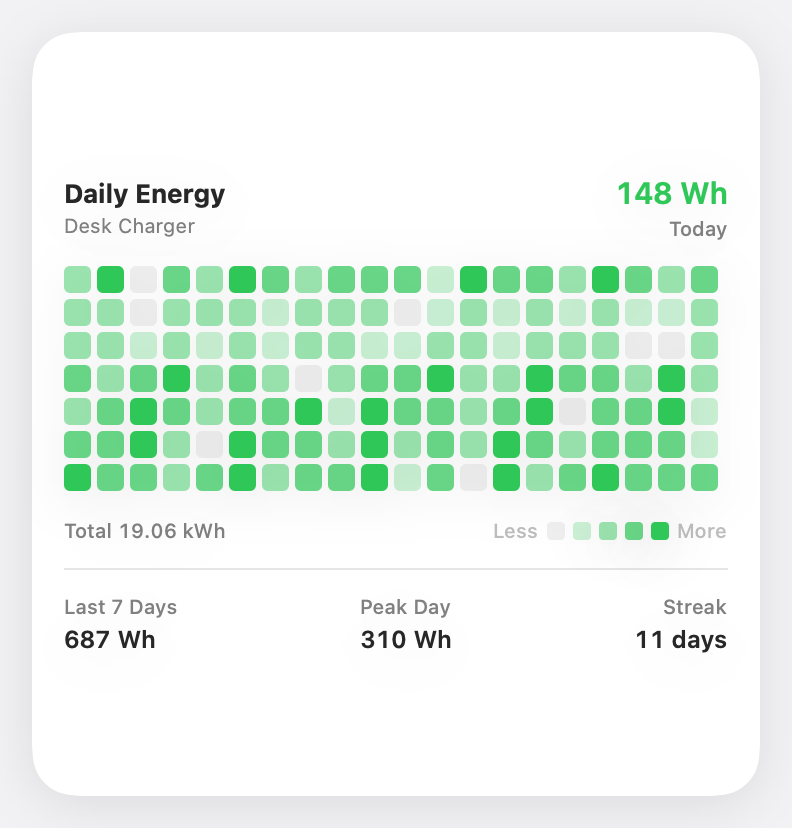 Daily Energy
148 Wh
Desk Charger
Today
Total 19.06 kWh
Less
More
Last 7 Days
Peak Day
Streak
687 Wh
310 Wh
11 days